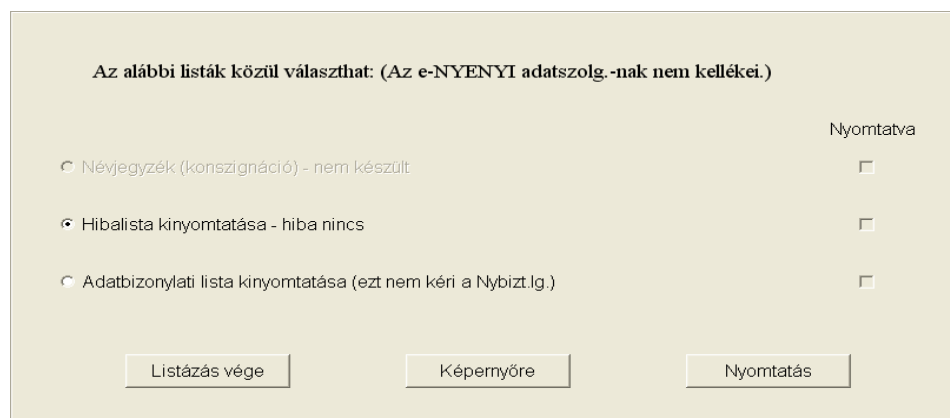 Az alábbi listák közül választhat: (Az e-NYENYI adatszolg.-nak nem kellékei.)
Nyomtatva
Névjegyzék (konszignáció) - nem készült
Hibalista kinyomtatása - hiba nincs
Adatbizonylati lista kinyomtatása (ezt nem kéri a Nybizt.Ig.)
Listázás vége
Képernyőre
Nyomtatás